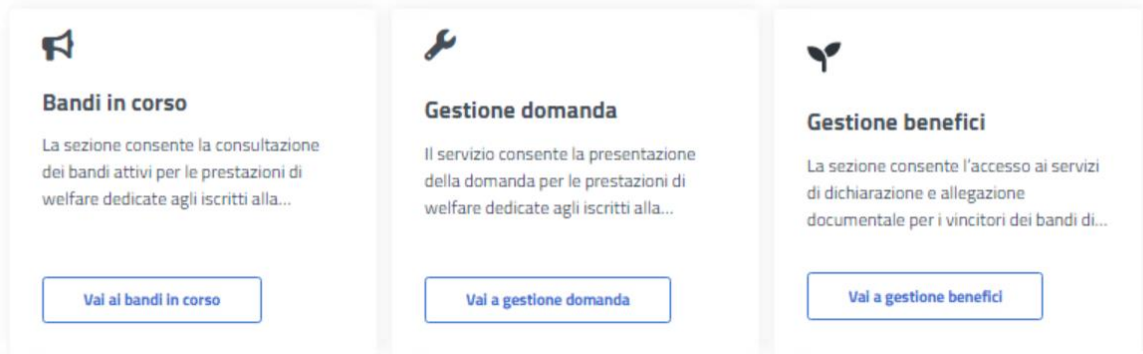 Bandi in corso
La sezione consente la consultazione
dei bandi attivi per le prestazioni di
welfare dedicate agli iscritti alla...
Vai ai bandi in corso
Gestione domanda
Il servizio consente la presentazione
della domanda per le prestazioni di
welfare dedicate agli iscritti alla...
Vai a gestione domanda
Gestione benefici
La sezione consente l'accesso ai servizi
di dichiarazione e allegazione
documentale per i vincitori dei bandi di...
Vai a gestione benefici